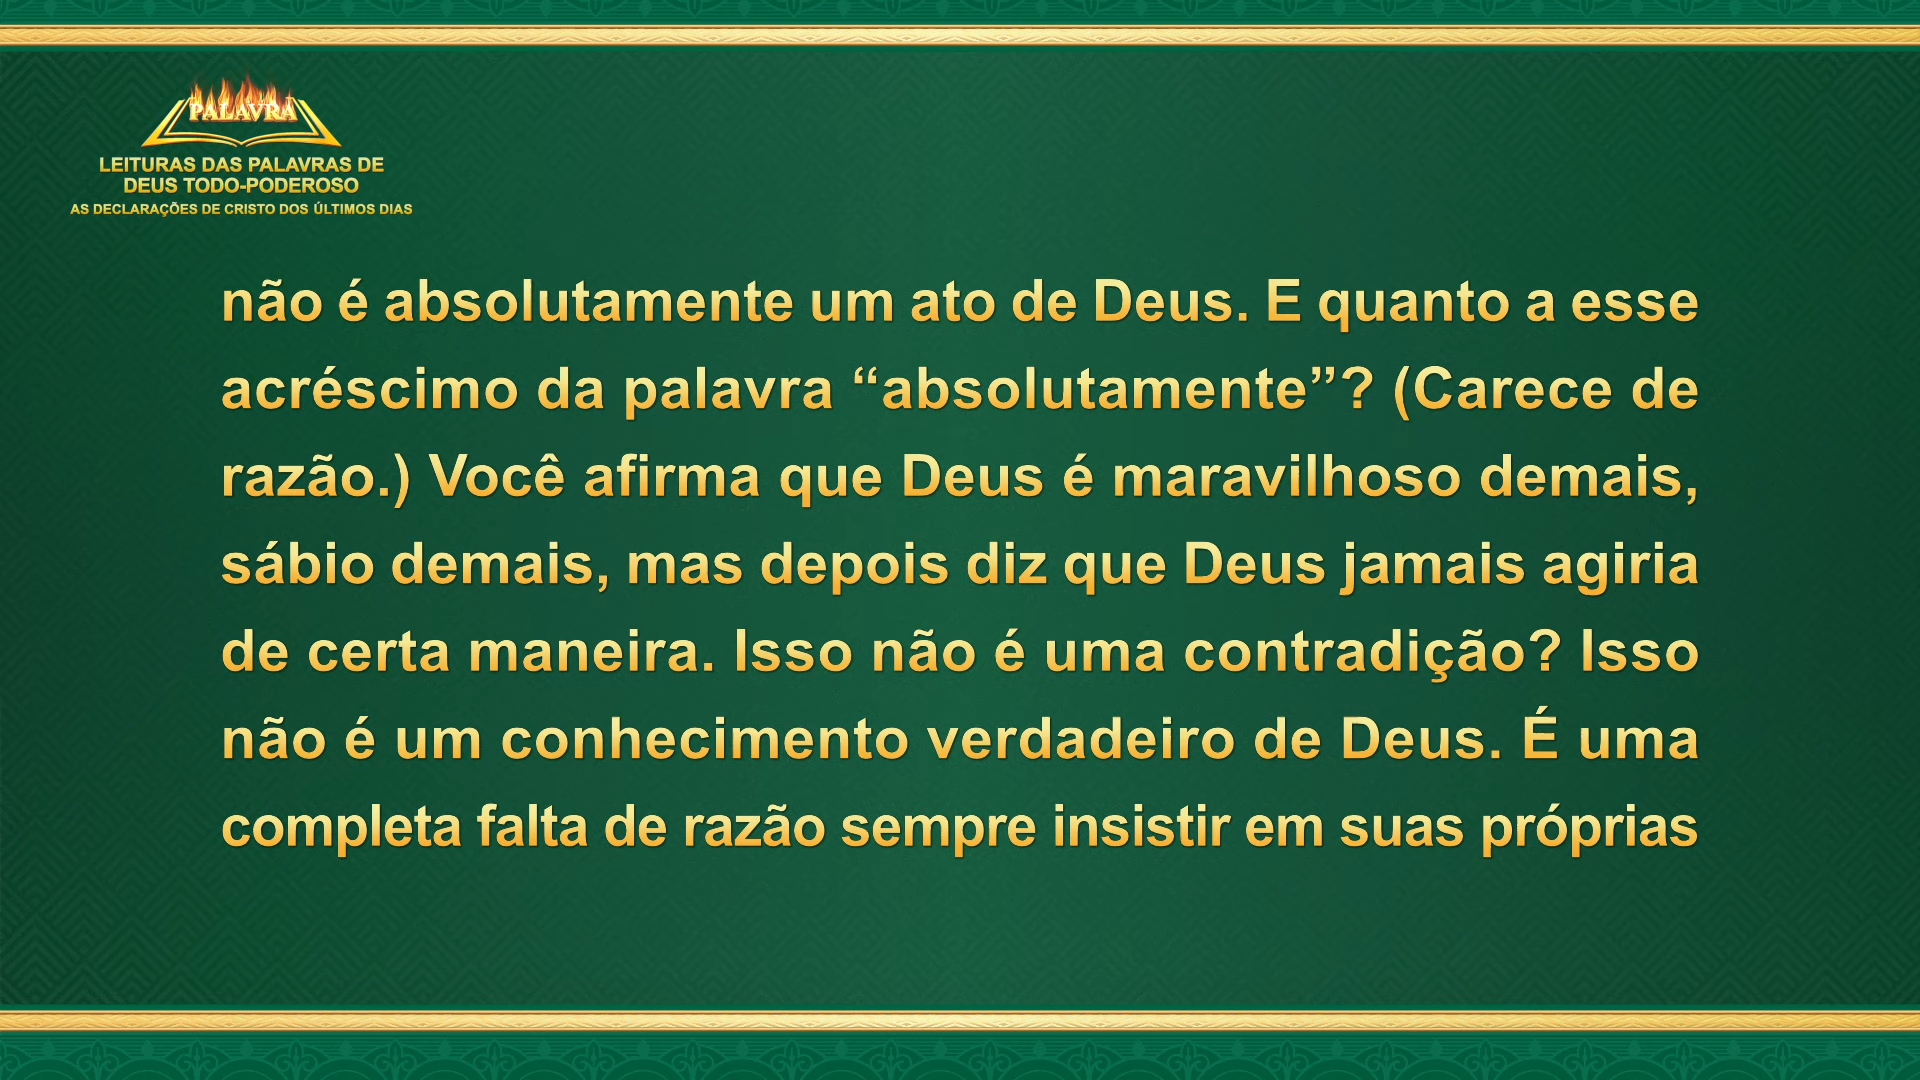 PALAVRA
LEITURAS DAS PALAVRAS DE
DEUS TODO-PODEROSO
AS DECLARAÇÕES DE CRISTO DOS ÚLTIMOS DIAS
não é absolutamente um ato de Deus. E quanto a esse
acréscimo da palavra “absolutamente”? (Carece de
razão.) Você afirma que Deus é maravilhoso demais,
sábio demais, mas depois diz que Deus jamais agiria
de certa maneira. Isso não é uma contradição? Isso
não é um conhecimento verdadeiro de Deus. É uma
completa falta de razão sempre insistir em suas próprias